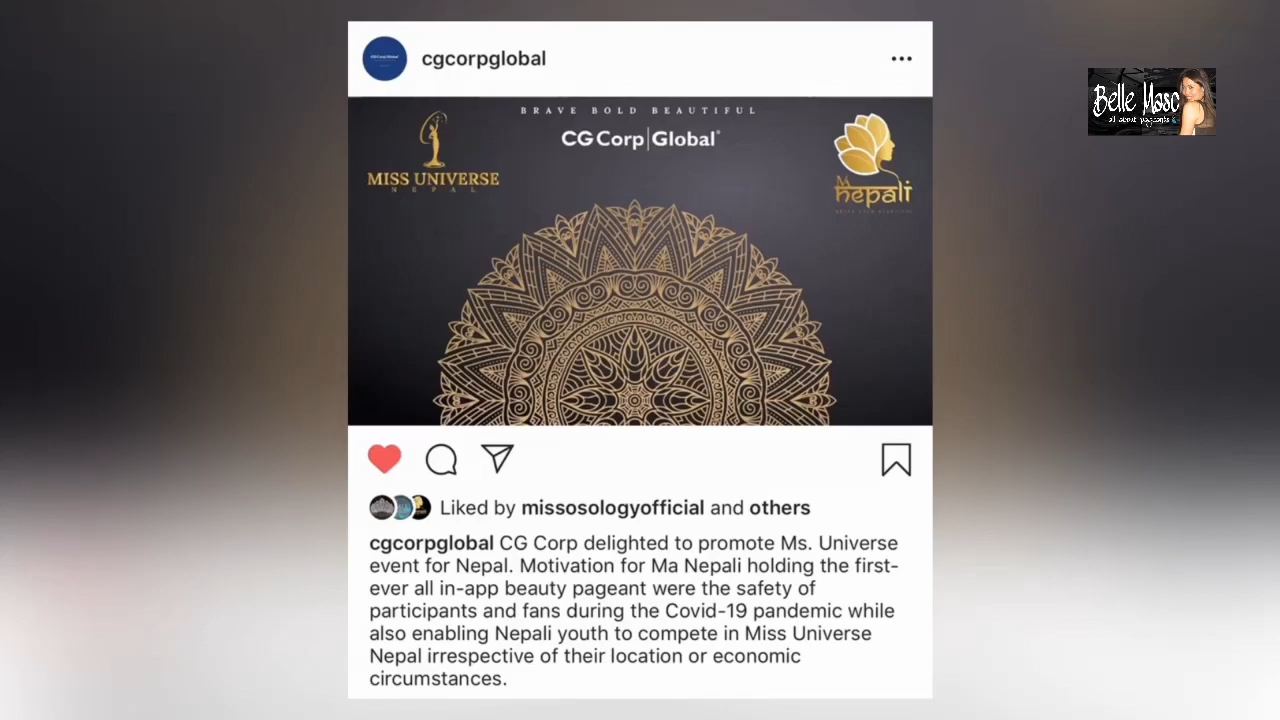 cgcorpglobal
Belle Masc
all about pageants
BRAVE BOLD BEAUTIFUL
CG Corp|Global®
MISS UNIVERSE
NEPAL
Ma
nepali
Liked by missosologyofficial and others
cgcorpglobal CG Corp delighted to promote Ms. Universe
event for Nepal. Motivation for Ma Nepali holding the first-
ever all in-app beauty pageant were the safety of
participants and fans during the Covid-19 pandemic while
also enabling Nepali youth to compete in Miss Universe
Nepal irrespective of their location or economic
circumstances.